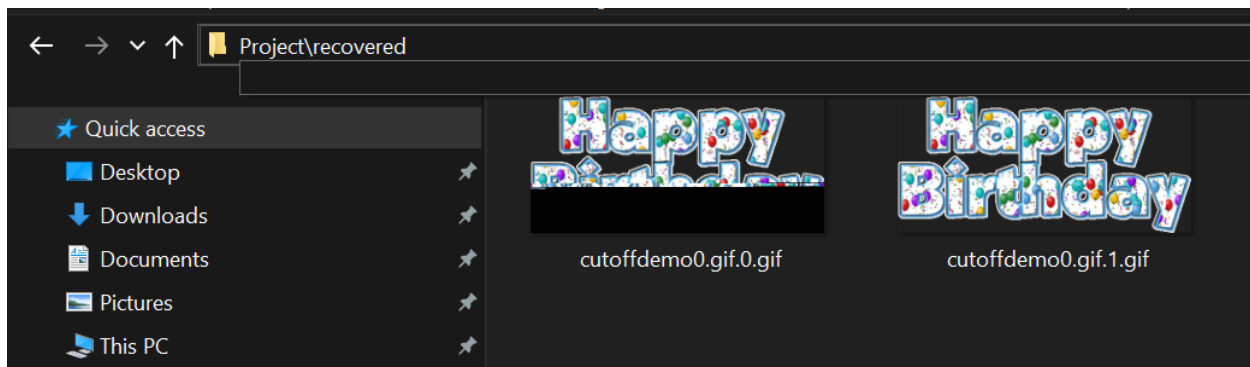 Project\recovered
Quick access
Desktop
Downloads
Documents
Pictures
This PC
Happy
Birthday
cutoffdemo0.gif.0.gif
Happy
Birthday
cutoffdemo0.gif.1.gif